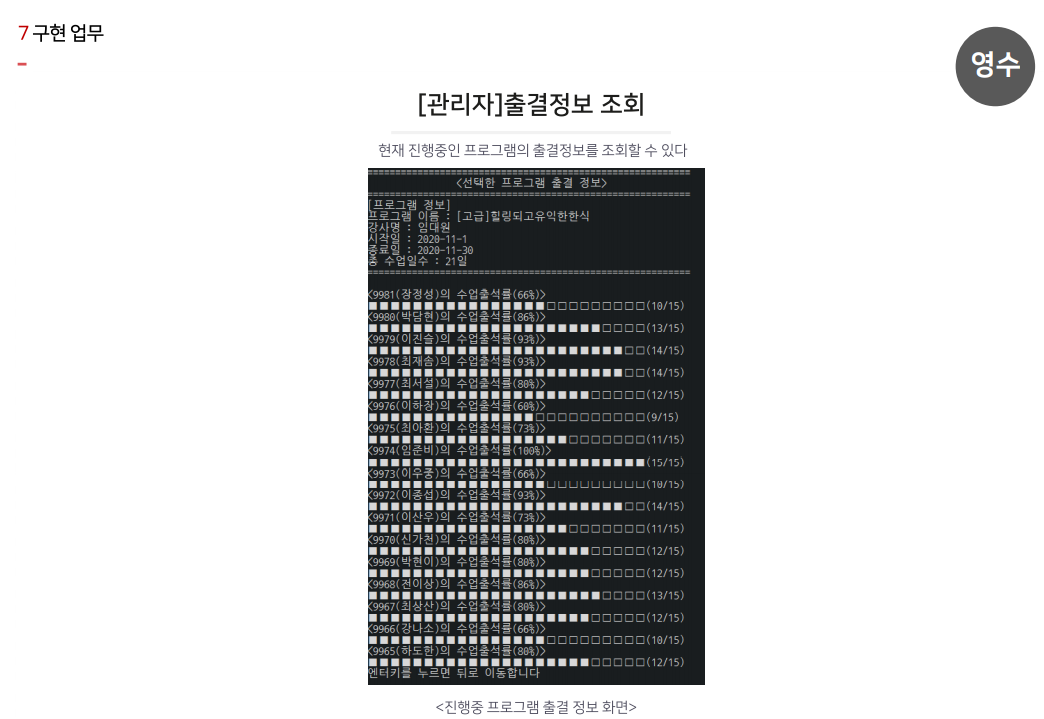 7 구현 업무
영수
[관리자]출결정보 조회
현재 진행중인 프로그램의 출결정보를 조회할 수 있다
<선택한 프로그램 출결 정보>
[프로그램 정보]
프로그램 이름 : [고급]힐링되고유익한한식
강사명 : 임대원
시작일 : 2020-11-1
종료일 : 2020-11-30
총 수업일수 : 21일
<9981(장정성)의 수업출석률(66%)>
(10/15)
<9980(박담현)의 수업출석률(86%)>
(13/15)
<9979(이진슬)의 수업출석률(93%)>
(14/15)
<9978(최재솜)의 수업출석률(93%)>
(14/15)
<9977(최서설)의 수업출석률(80%)>
(12/15)
<9976(이하장)의 수업출석률(60%)>
(9/15)
<9975(최아환)의 수업출석률(73%)>
(11/15)
<9974(임준비)의 수업출석률(100%)>
(15/15)
<9973(이우중)의 수업출석률(66%)>
(10/15)
<9972(이종섭)의 수업출석률(93%)>
(14/15)
<9971(이산우)의 수업출석률(73%)>
(11/15)
<9970(신가천)의 수업출석률(80%)>
(12/15)
<9969(박현이)의 수업출석률(80%)>
(12/15)
<9968(전이상)의 수업출석률(86%)>
(13/15)
<9967(최상산)의 수업출석률(80%)>
(12/15)
<9966(강나소)의 수업출석률(66%)>
(10/15)
<9965(하도한)의 수업출석률(80%)>
(12/15)
엔터키를 누르면 뒤로 이동합니다
<진행중 프로그램 출결 정보 화면>